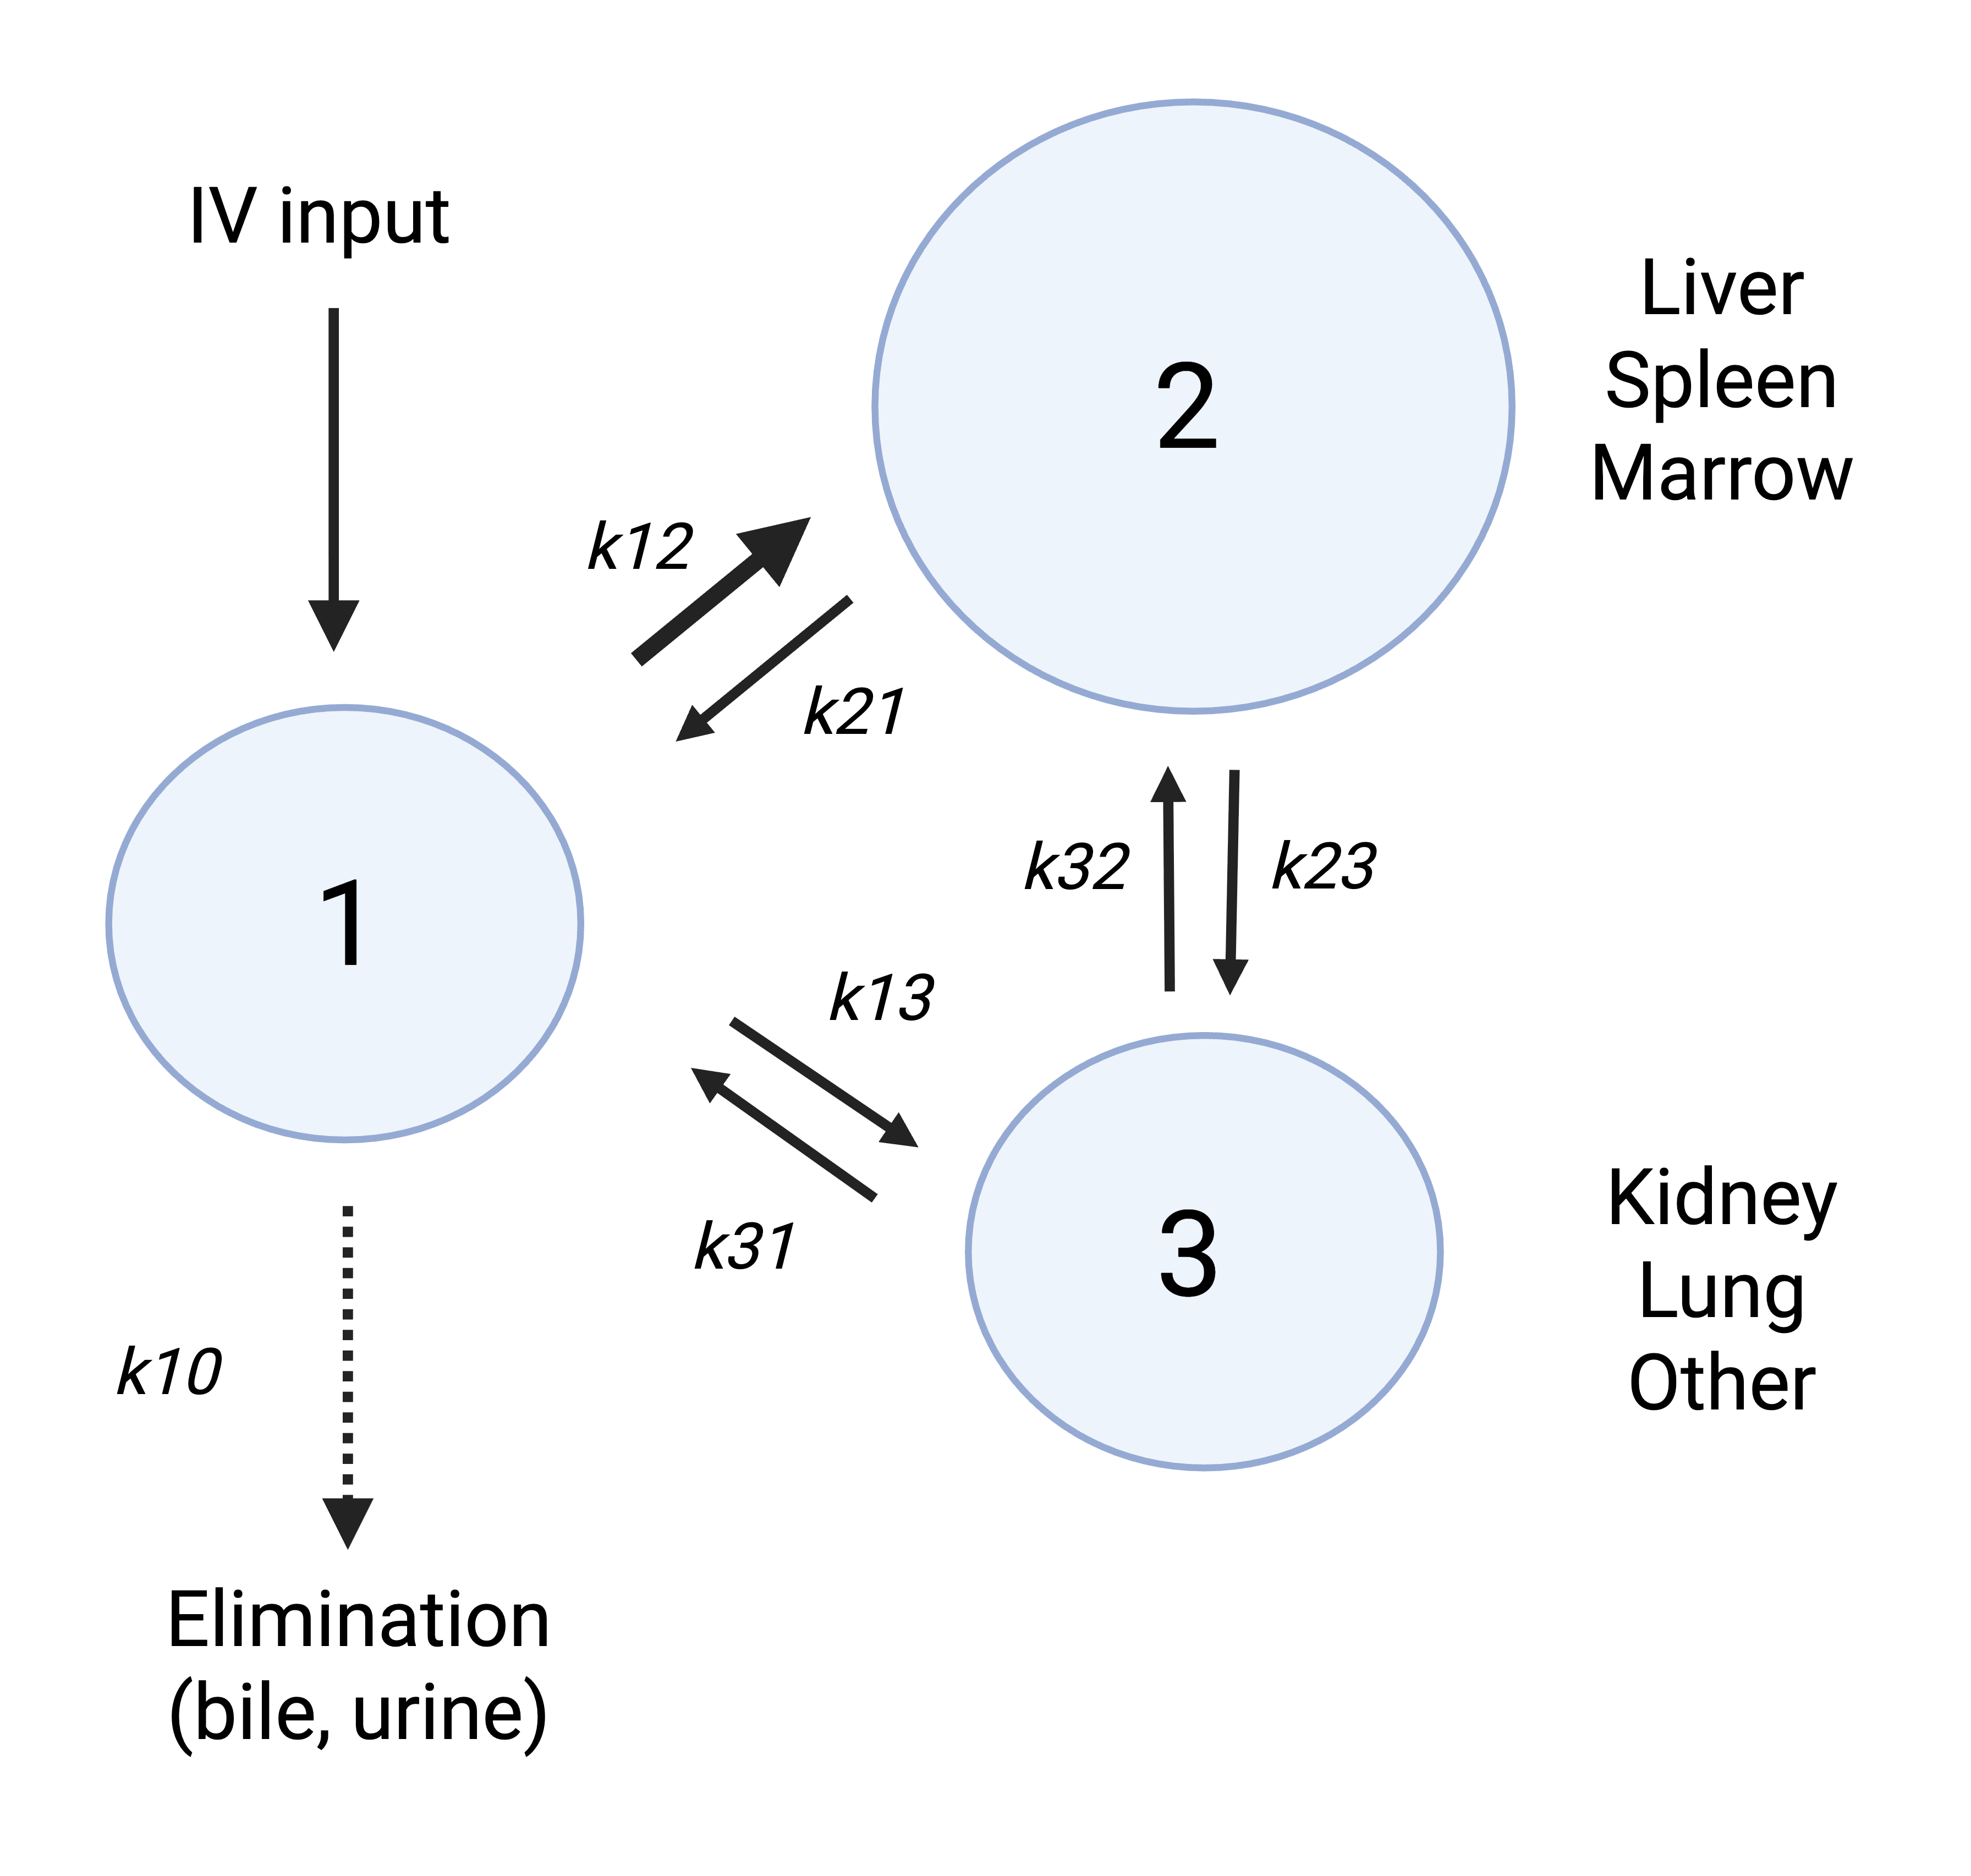 IV input
2
Liver
Spleen
Marrow
k12
k21
1
k32
k23
k13
k31
3
Kidney
Lung
Other
k10
Elimination
(bile, urine)